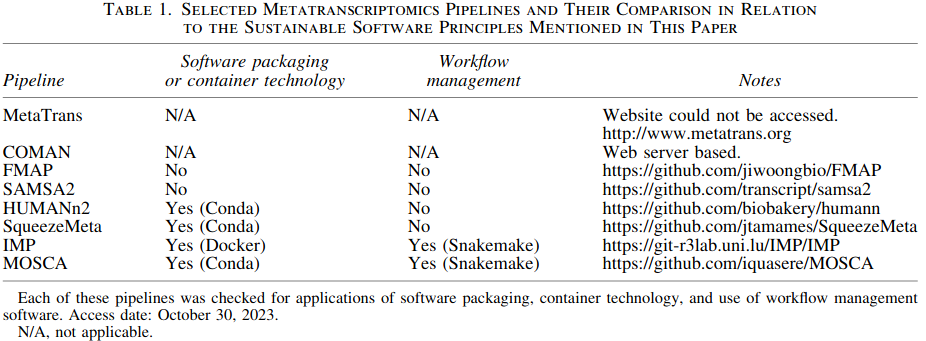 TABLE 1. SELECTED METATRANSCRIPTOMICS PIPELINES AND THEIR COMPARISON IN RELATION
TO THE SUSTAINABLE SOFTWARE PRINCIPLES MENTIONED IN THIS PAPER
Software packaging Workflow
Pipeline or container technology management Notes
MetaTrans N/A N/A Website could not be accessed.
http://www.metatrans.org
COMAN N/A N/A Web server based.
FMAP No No https://github.com/jiwoongbio/FMAP
SAMSA2 No No https://github.com/transcript/samsa2
HUMANn2 Yes (Conda) No https://github.com/biobakery/humann
SqueezeMeta Yes (Conda) No https://github.com/jtamames/SqueezeMeta
IMP Yes (Docker) Yes (Snakemake) https://git-r3lab.uni.lu/IMP/IMP
MOSCA Yes (Conda) Yes (Snakemake) https://github.com/iquasere/MOSCA
Each of these pipelines was checked for applications of software packaging, container technology, and use of workflow management
software. Access date: October 30, 2023.
N/A, not applicable.